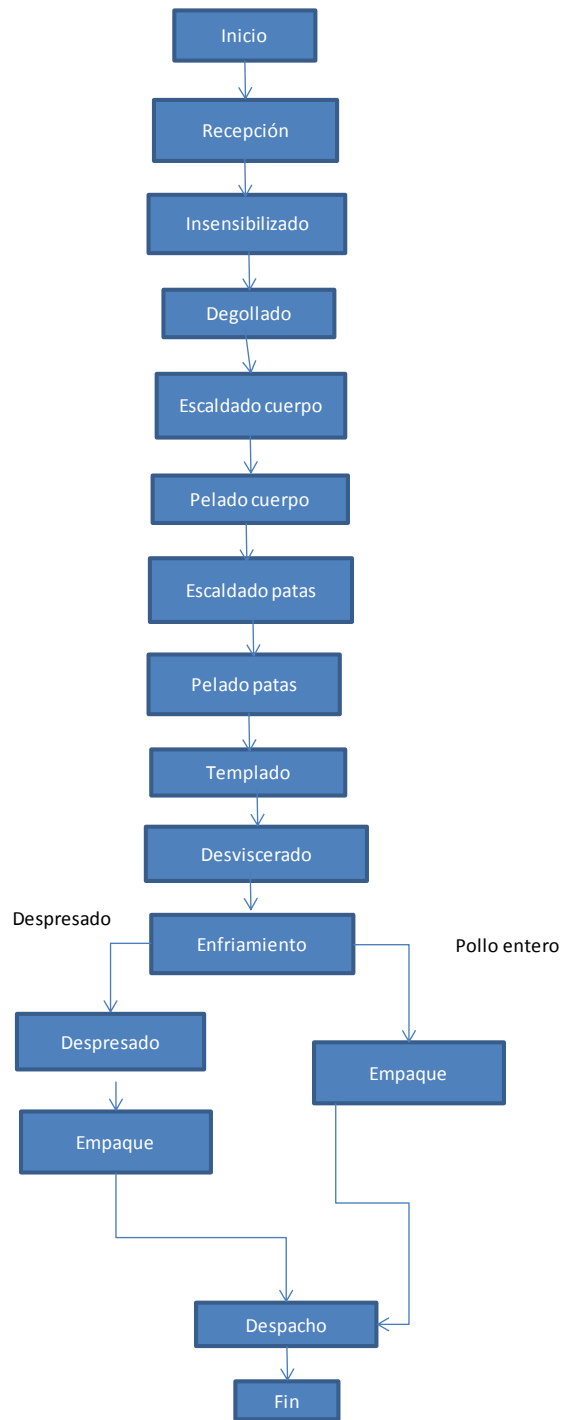 Inicio
Recepción
Insensibilizado
Degollado
Escaldado cuerpo
Pelado cuerpo
Escaldado patas
Pelado patas
Templado
Desviscerado
Despresado
Enfriamiento
Pollo entero
Despresado
Empaque
Empaque
Despacho
Fin